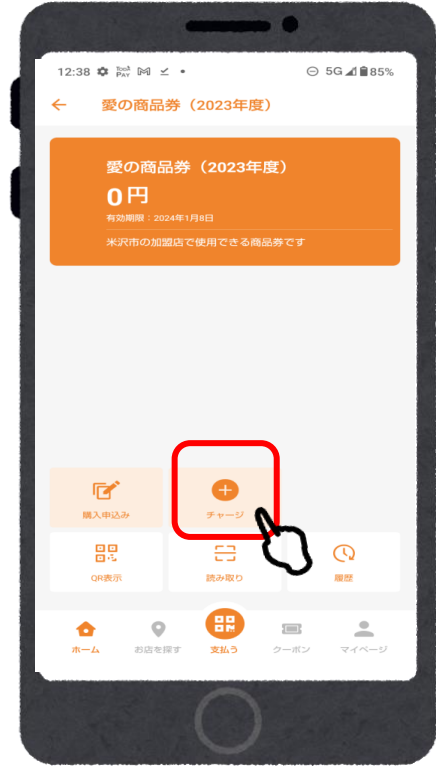 12:38 TooS PAY 5G 85%
愛の商品券（2023年度）
愛の商品券（2023年度）
0円
有効期限：2024年1月8日
米沢市の加盟店で使用できる商品券です
購入申込み
チャージ
QR表示
読み取り
履歴
ホーム
お店を探す
支払う
クーポン
マイページ